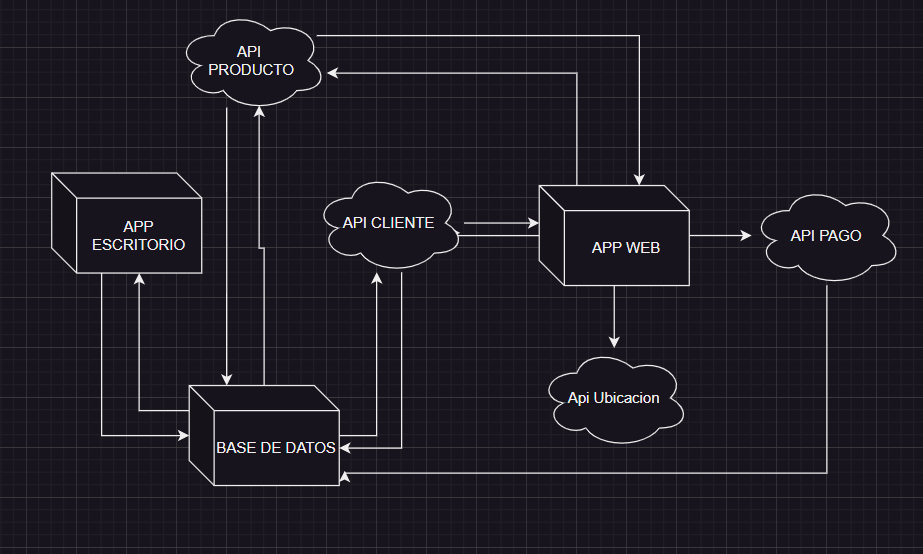 API
PRODUCTO
APP
ESCRITORIO
API CLIENTE
APP WEB
API PAGO
Api Ubicacion
BASE DE DATOS